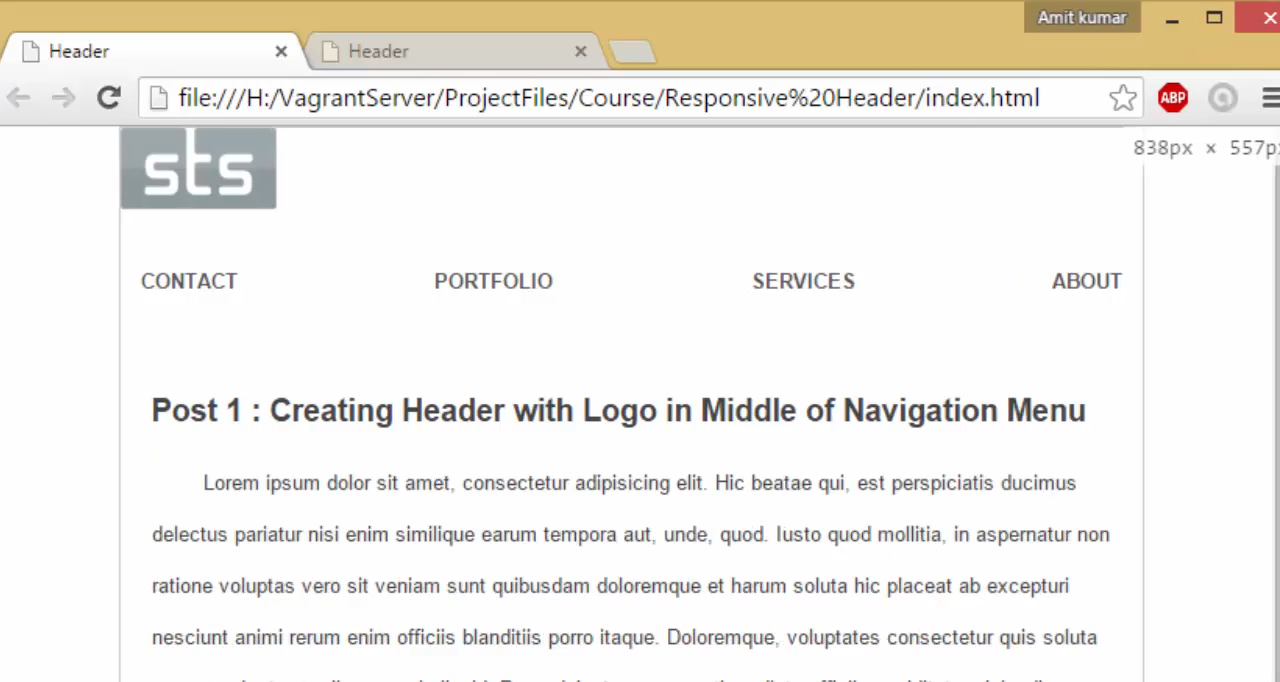 Amit kumar
Header
Header
file:///H:/VagrantServer/ProjectFiles/Course/Responsive%20Header/index.html
ABP
838px × 557p
sts
CONTACT PORTFOLIO SERVICES ABOUT
Post 1 : Creating Header with Logo in Middle of Navigation Menu
Lorem ipsum dolor sit amet, consectetur adipisicing elit. Hic beatae qui, est perspiciatis ducimus
delectus pariatur nisi enim similique earum tempora aut, unde, quod. Iusto quod mollitia, in aspernatur non
ratione voluptas vero sit veniam sunt quibusdam doloremque et harum soluta hic placeat ab excepturi
nesciunt animi rerum enim officiis blanditiis porro itaque. Doloremque, voluptates consectetur quis soluta